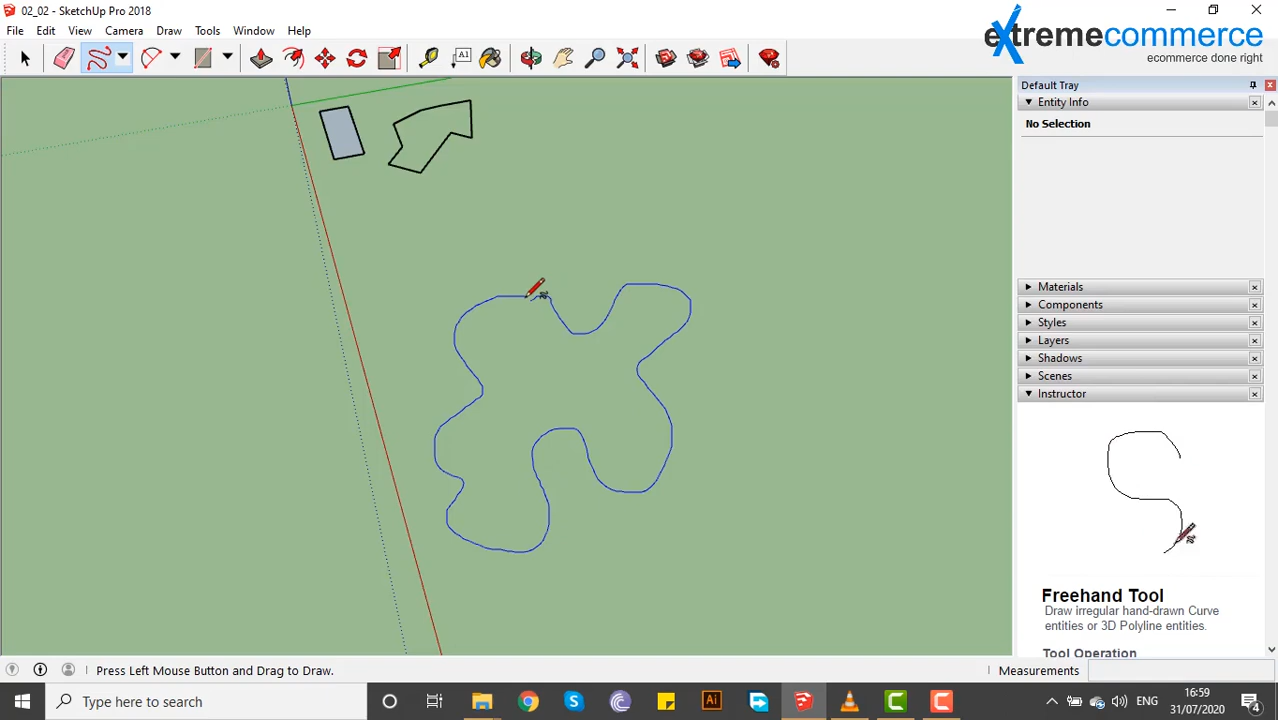 02_02 - SketchUp Pro 2018
File Edit View Camera Draw Tools Window Help
extremecommerce
ecommerce done right
A1
Default Tray
Entity Info
No Selection
Materials
Components
Styles
Layers
Shadows
Scenes
Instructor
Freehand Tool
Draw irregular hand-drawn Curve
entities or 3D Polyline entities.
Tool Operation
Press Left Mouse Button and Drag to Draw.
Measurements
Type here to search
Ai
ENG
16:59
31/07/2020
4